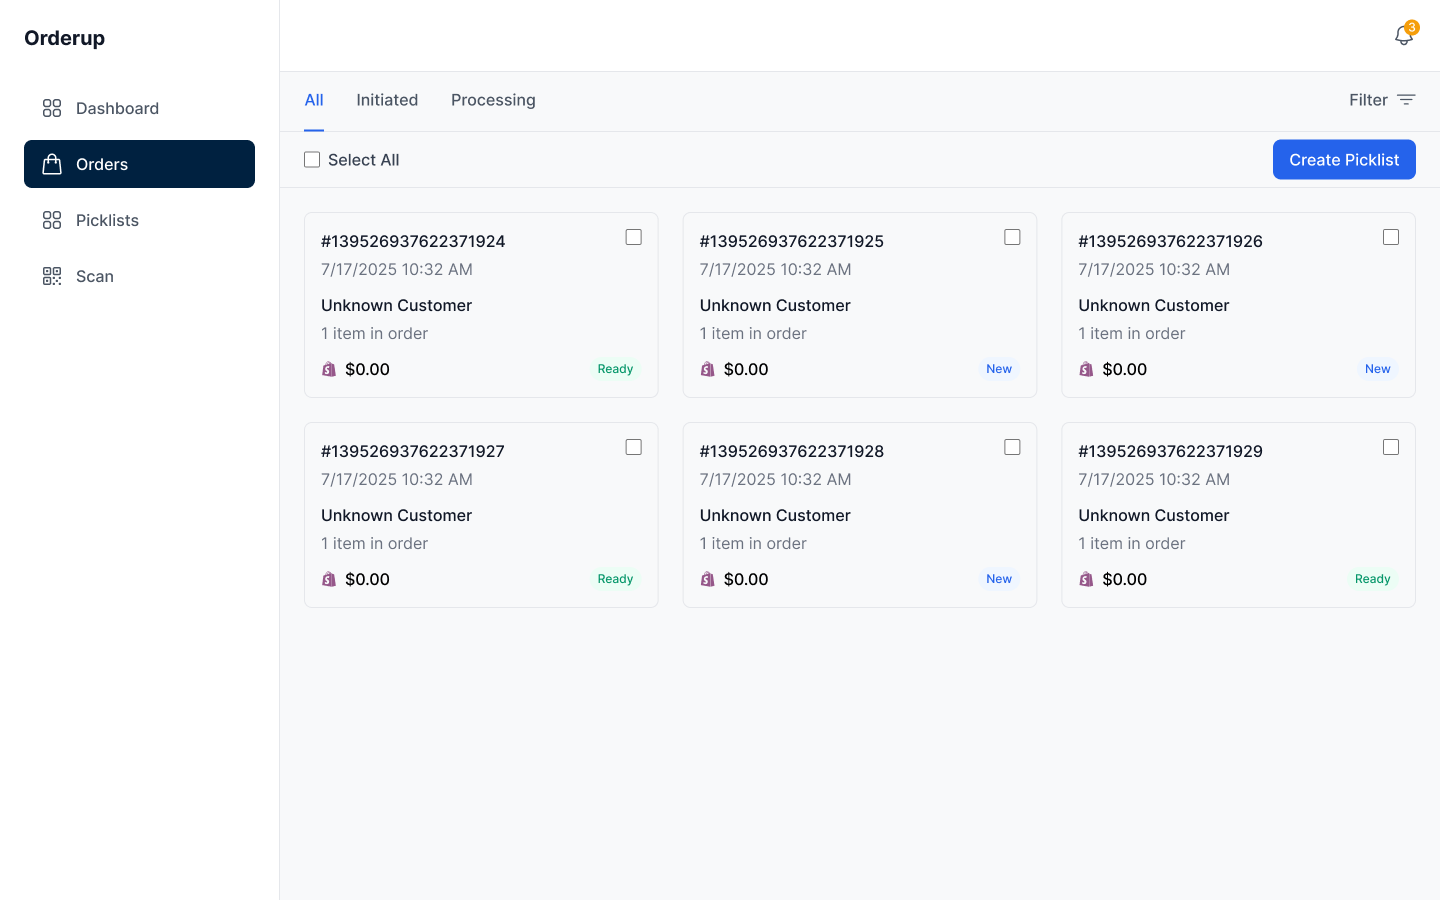 Orderup
3
Dashboard
Orders
Picklists
Scan
All Initiated Processing Filter
Select All Create Picklist
#139526937622371924
7/17/2025 10:32 AM
Unknown Customer
1 item in order
$0.00 Ready
#139526937622371925
7/17/2025 10:32 AM
Unknown Customer
1 item in order
$0.00 New
#139526937622371926
7/17/2025 10:32 AM
Unknown Customer
1 item in order
$0.00 New
#139526937622371927
7/17/2025 10:32 AM
Unknown Customer
1 item in order
$0.00 Ready
#139526937622371928
7/17/2025 10:32 AM
Unknown Customer
1 item in order
$0.00 New
#139526937622371929
7/17/2025 10:32 AM
Unknown Customer
1 item in order
$0.00 Ready